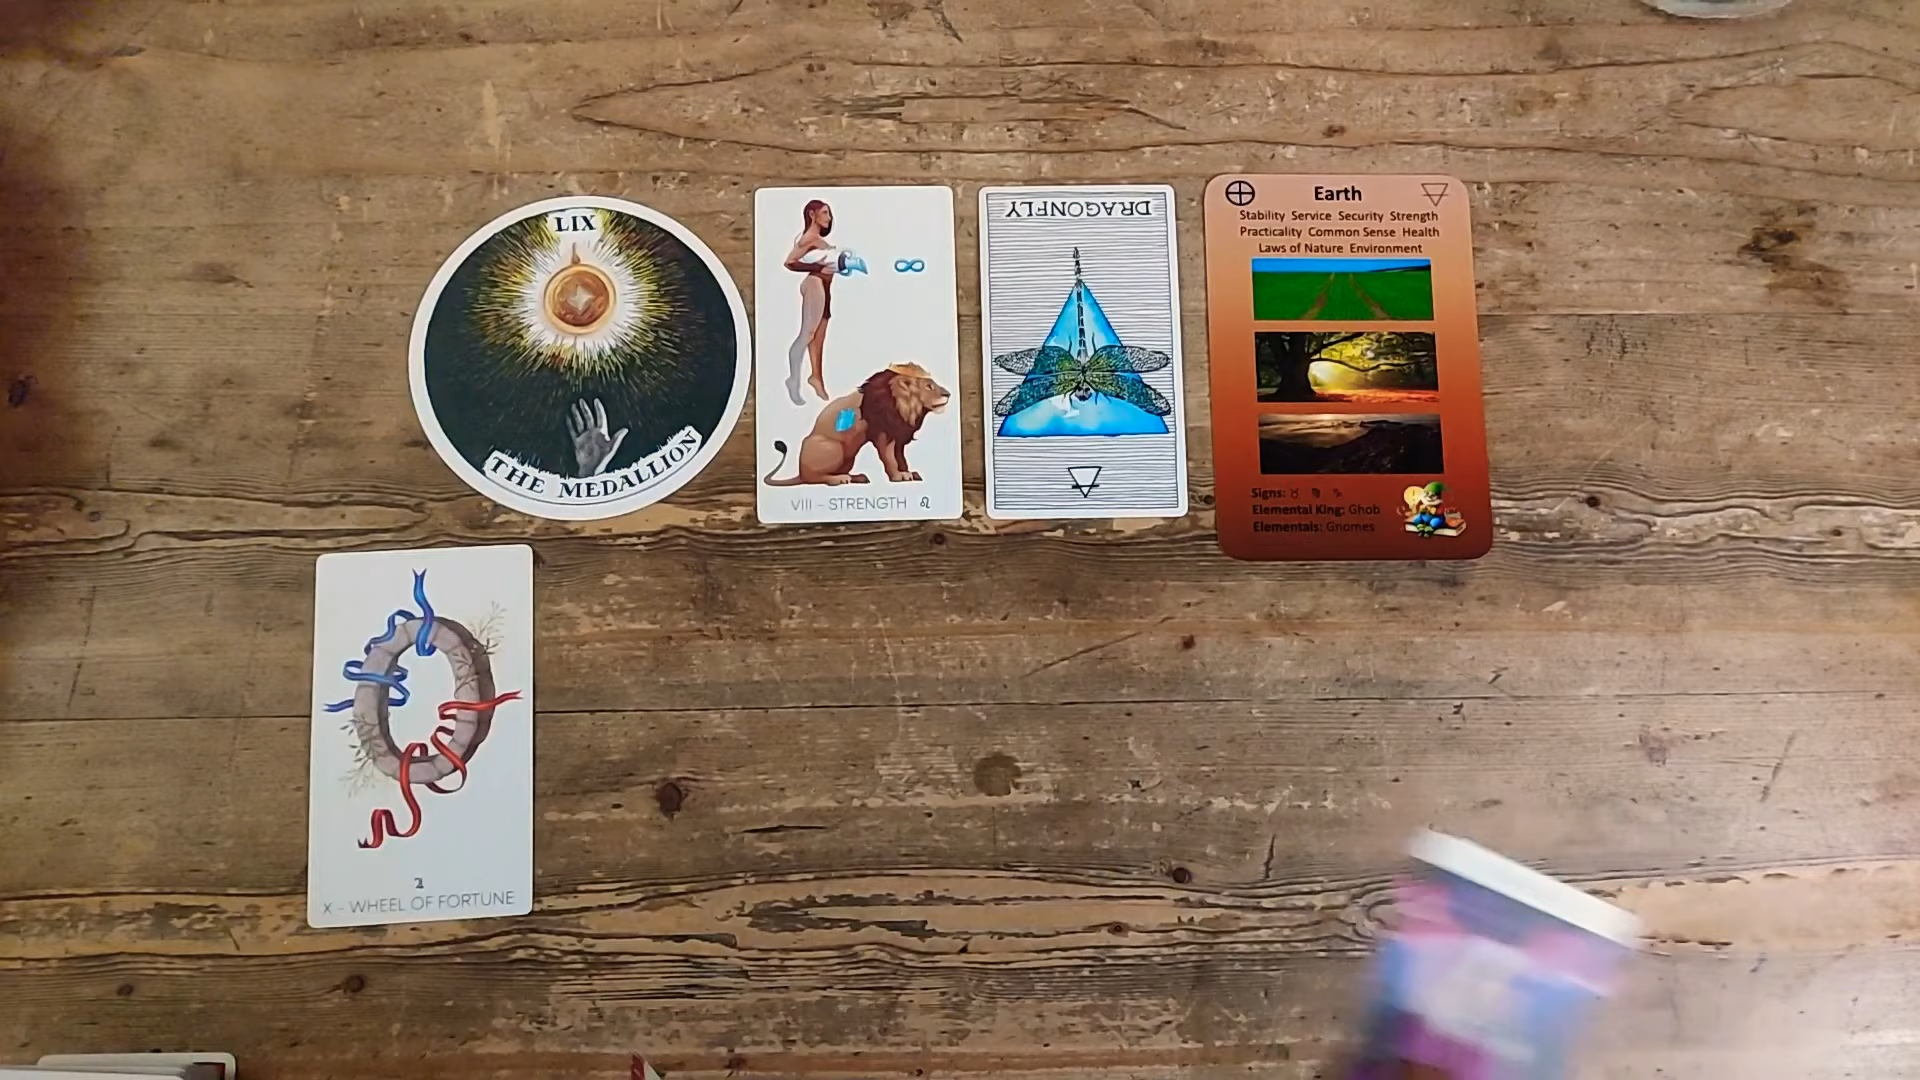 LIX
THE MEDALLION
VIII - STRENGTH ♌
DRAGONFLY
Earth
Stability Service Security Strength
Practicality Common Sense Health
Laws of Nature Environment
Signs: ♉ ♍ ♑
Elemental King: Ghob
Elementals: Gnomes
X - WHEEL OF FORTUNE